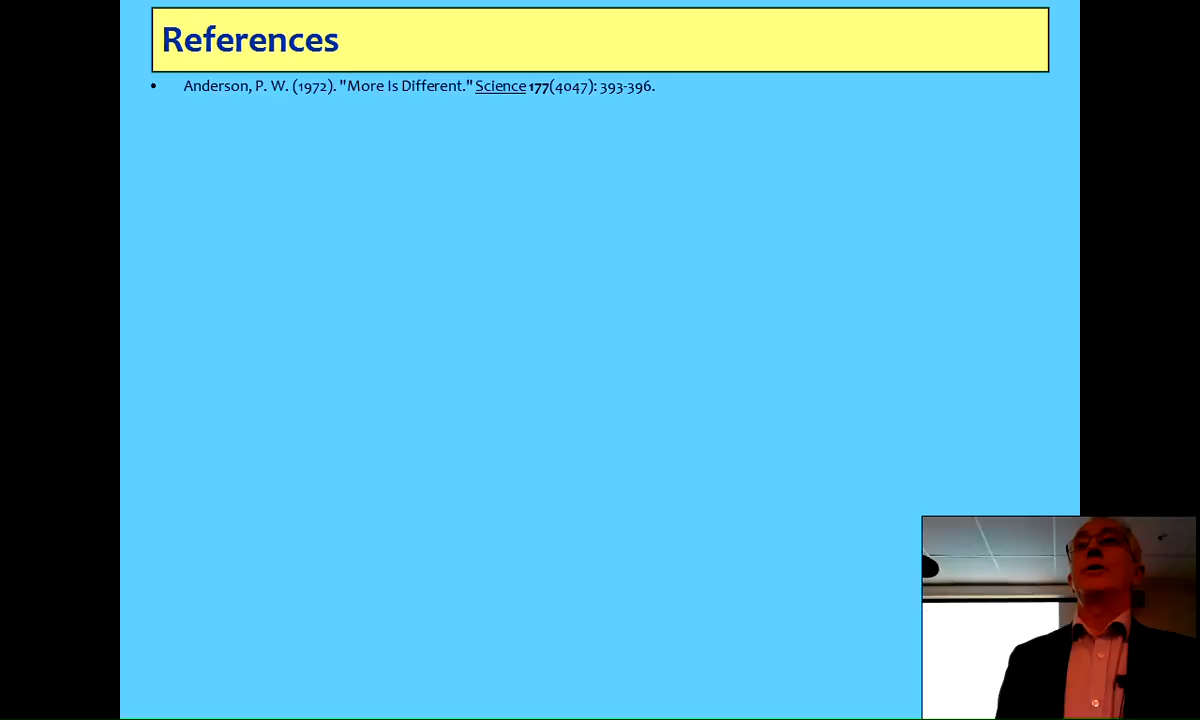 References
• Anderson, P. W. (1972). "More Is Different." Science 177(4047): 393-396.